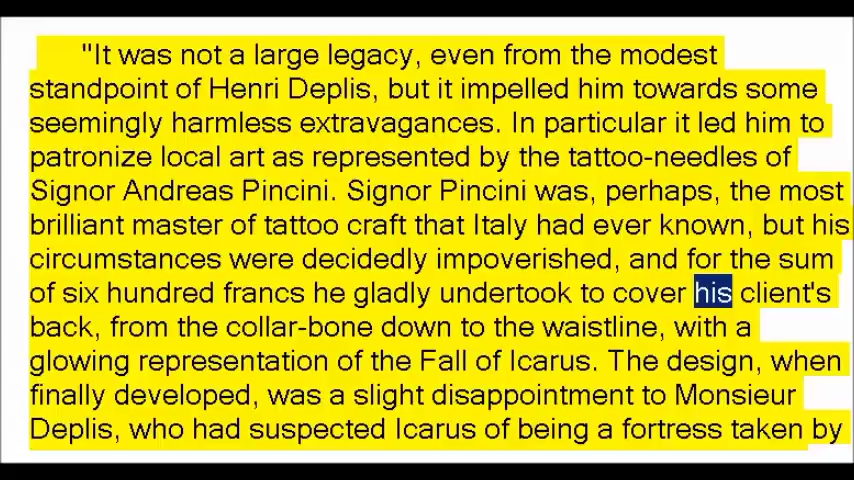 "It was not a large legacy, even from the modest
standpoint of Henri Deplis, but it impelled him towards some
seemingly harmless extravagances. In particular it led him to
patronize local art as represented by the tattoo-needles of
Signor Andreas Pincini. Signor Pincini was, perhaps, the most
brilliant master of tattoo craft that Italy had ever known, but his
circumstances were decidedly impoverished, and for the sum
of six hundred francs he gladly undertook to cover his client's
back, from the collar-bone down to the waistline, with a
glowing representation of the Fall of Icarus. The design, when
finally developed, was a slight disappointment to Monsieur
Deplis, who had suspected Icarus of being a fortress taken by